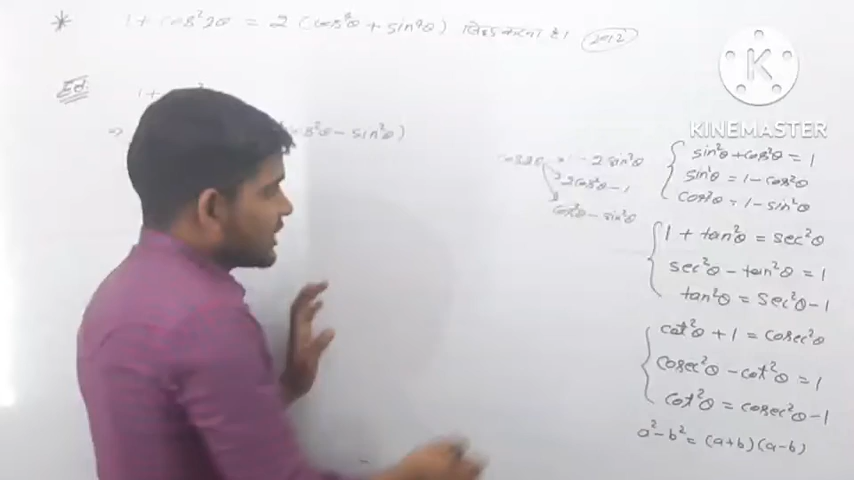 * 1 + cos²2θ = 2 (cos⁴θ + sin⁴θ) सिद्ध करना है। 2012
1 +
⇒ cos²θ - sin²θ)
cos2θ = 1 - 2sin²θ
2cos²θ - 1
cos²θ - sin²θ
K
KINEMASTER
sin²θ + cos²θ = 1
sin²θ = 1 - cos²θ
cos²θ = 1 - sin²θ
1 + tan²θ = sec²θ
sec²θ - tan²θ = 1
tan²θ = sec²θ - 1
cot²θ + 1 = cosec²θ
cosec²θ - cot²θ = 1
cot²θ = cosec²θ - 1
a² - b² = (a+b)(a-b)